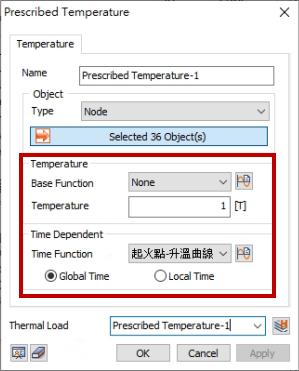 Prescribed Temperature
Temperature
Name Prescribed Temperature-1
Object
Type Node
Selected 36 Object(s)
Temperature
Base Function None
Temperature 1 [T]
Time Dependent
Time Function 起火點-升溫曲線
Global Time Local Time
Thermal Load Prescribed Temperature-1
OK Cancel Apply